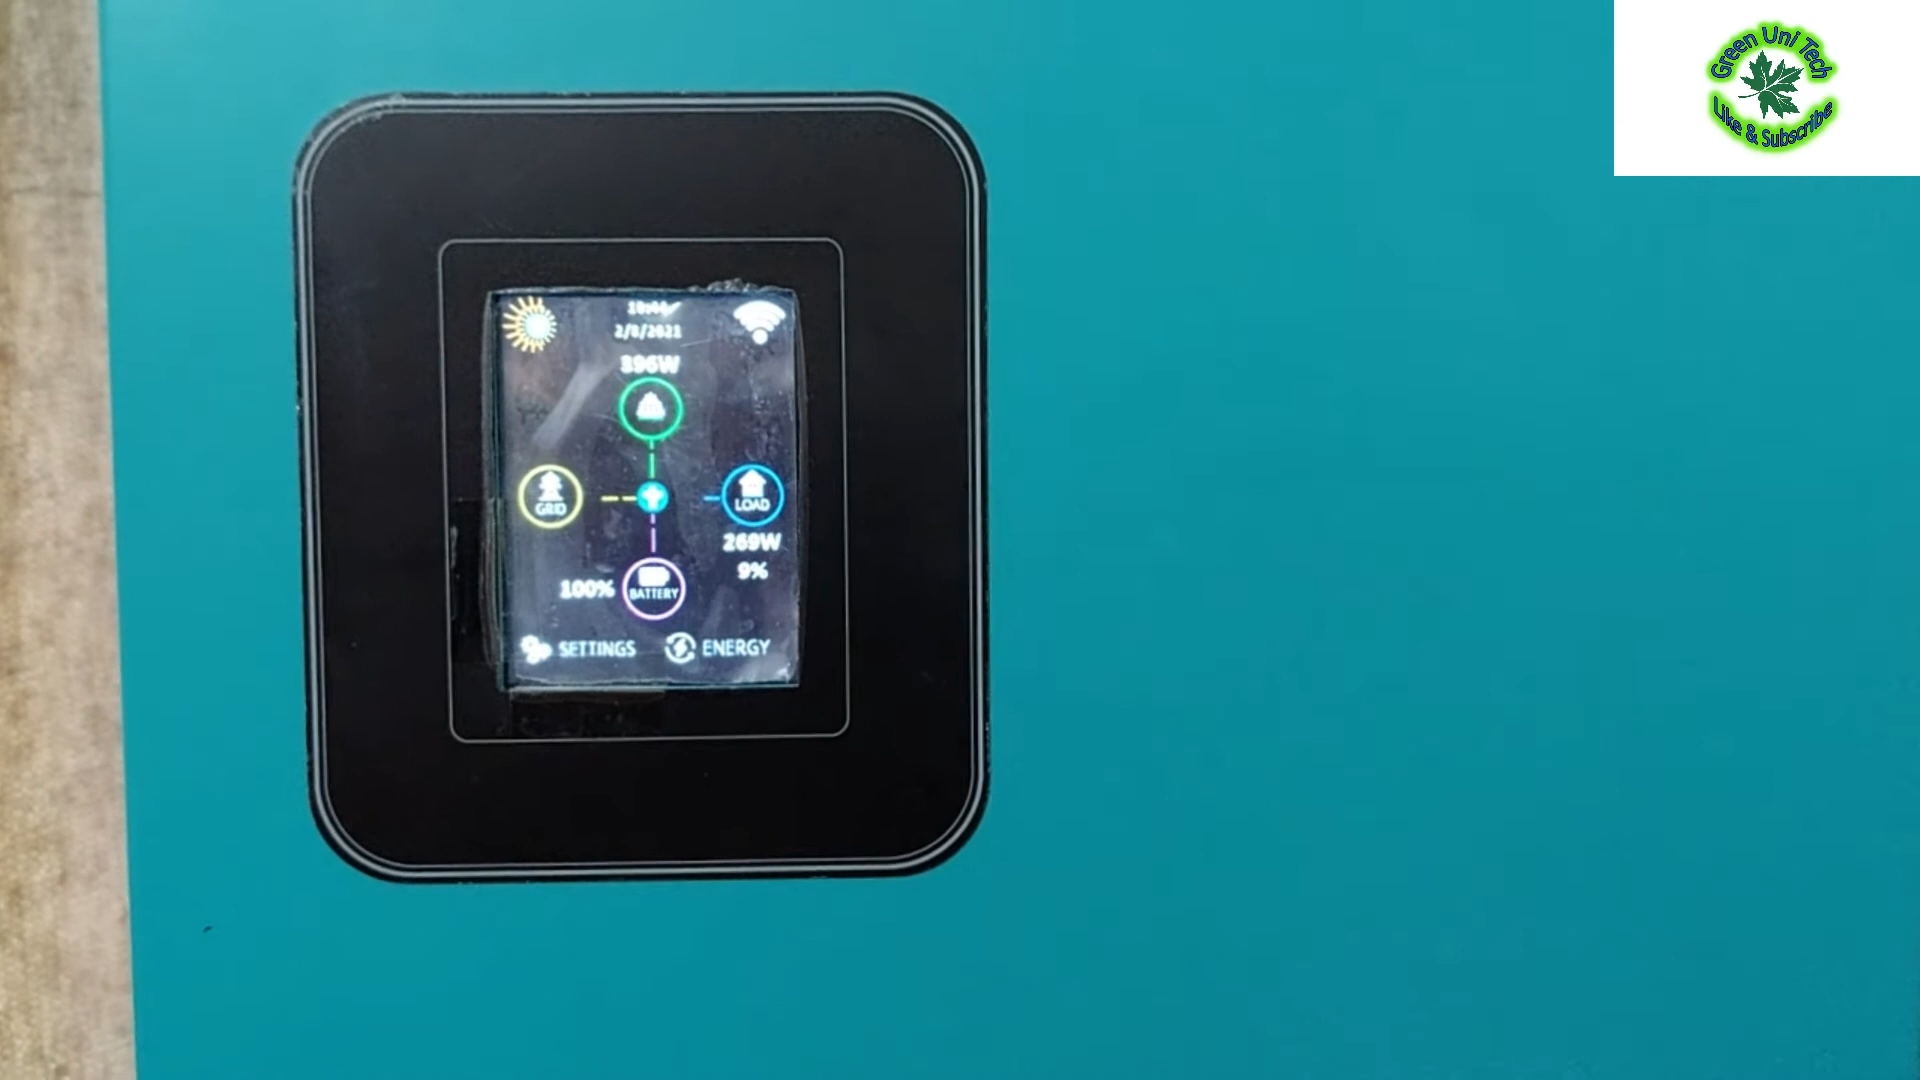 Green Uni Tech
Like & Subscribe
2/8/2021
396W
GRID
LOAD
269W
9%
100%
BATTERY
SETTINGS
ENERGY